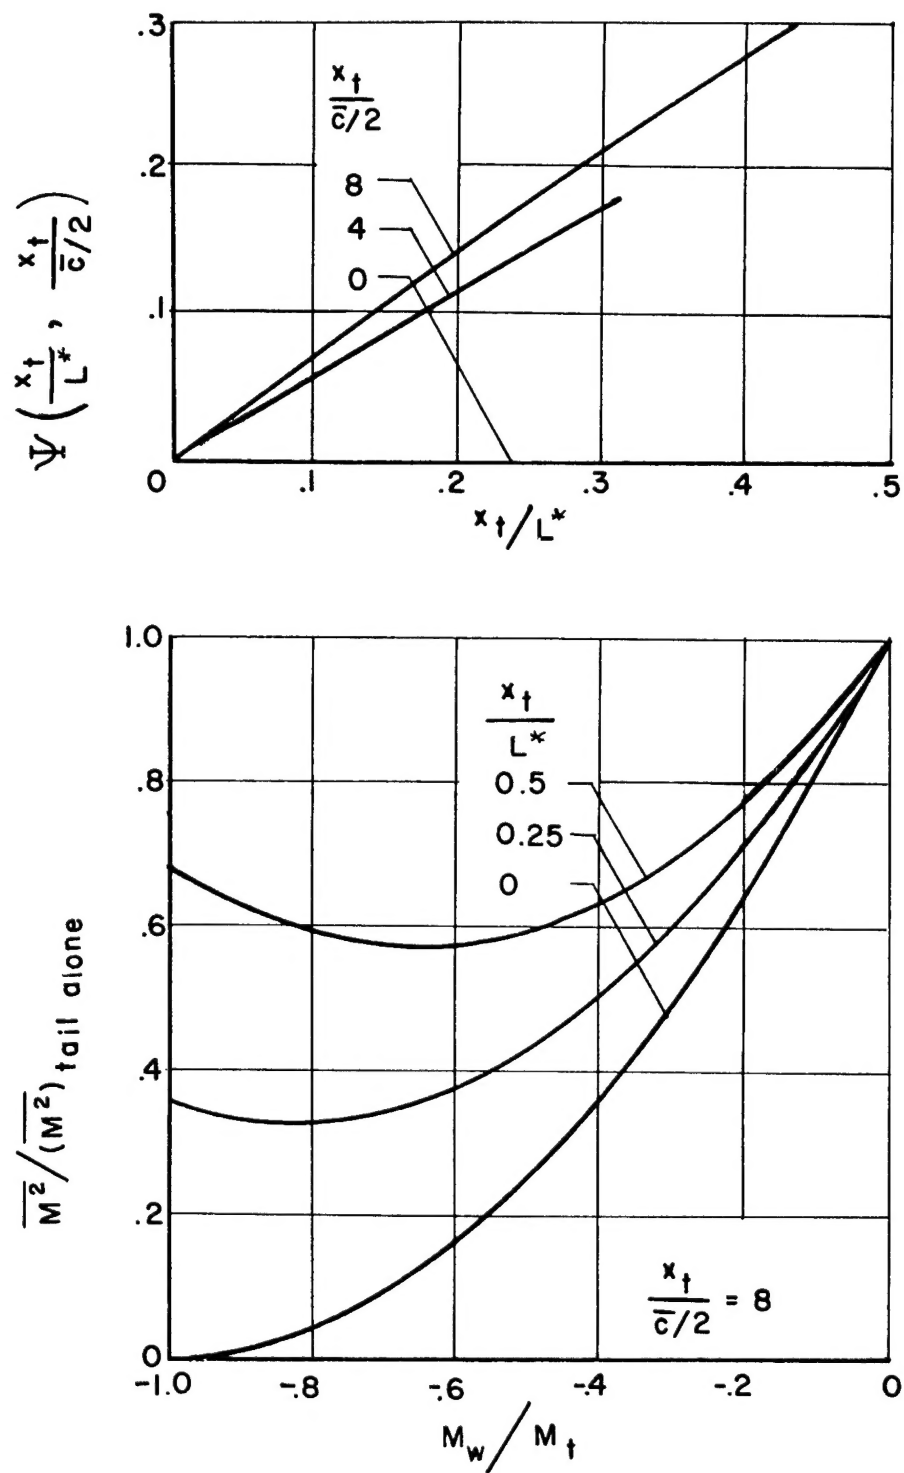 .3
.2
.1
0
Ψ (x_t/L*, x_t/c̄/2)
x_t/c̄/2
8
4
0
.1 .2 .3 .4 .5
x_t/L*
1.0
.8
.6
.4
.2
0
M̅²/(M̅²) tail alone
x_t/L*
0.5
0.25
0
x_t/c̄/2 = 8
-1.0 -.8 -.6 -.4 -.2 0
M_w/M_t